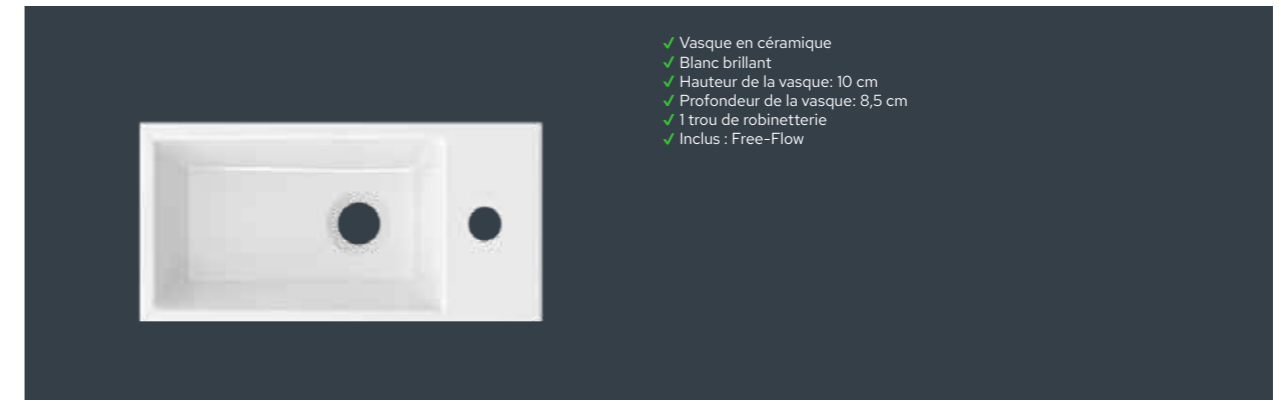 ✓ Vasque en céramique
✓ Blanc brillant
✓ Hauteur de la vasque: 10 cm
✓ Profondeur de la vasque: 8,5 cm
✓ 1 trou de robinetterie
✓ Inclus : Free-Flow